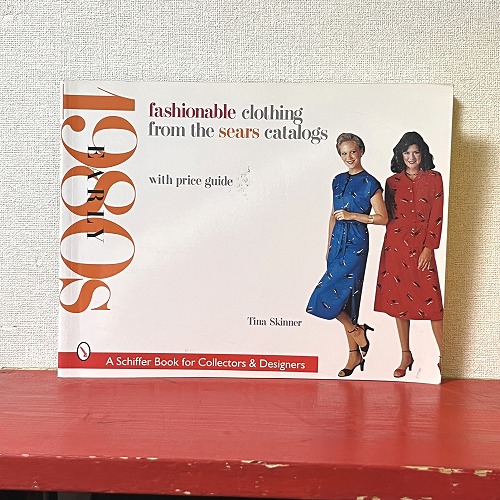 EARLY
1980s
fashionable clothing
from the sears catalogs
with price guide
Tina Skinner
A Schiffer Book for Collectors & Designers